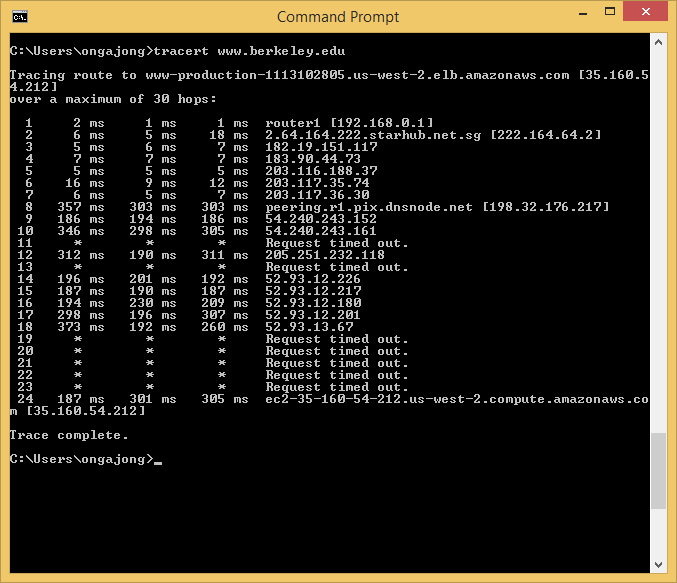 Command Prompt
C:\Users\ongajong>tracert www.berkeley.edu
Tracing route to www-production-1113102805.us-west-2.elb.amazonaws.com [35.160.5
4.212]
over a maximum of 30 hops:
1 2 ms 1 ms 1 ms router1 [192.168.0.1]
2 6 ms 5 ms 18 ms 2.64.164.222.starhub.net.sg [222.164.64.2]
3 5 ms 6 ms 7 ms 182.19.151.117
4 7 ms 7 ms 7 ms 183.90.44.73
5 5 ms 5 ms 5 ms 203.116.188.37
6 16 ms 9 ms 12 ms 203.117.35.74
7 6 ms 5 ms 7 ms 203.117.36.30
8 357 ms 303 ms 303 ms peering.r1.pix.dnsnode.net [198.32.176.217]
9 186 ms 194 ms 186 ms 54.240.243.152
10 346 ms 298 ms 305 ms 54.240.243.161
11 * * * Request timed out.
12 312 ms 190 ms 311 ms 205.251.232.118
13 * * * Request timed out.
14 196 ms 201 ms 192 ms 52.93.12.226
15 187 ms 190 ms 187 ms 52.93.12.217
16 194 ms 230 ms 209 ms 52.93.12.180
17 298 ms 196 ms 307 ms 52.93.12.201
18 373 ms 192 ms 260 ms 52.93.13.67
19 * * * Request timed out.
20 * * * Request timed out.
21 * * * Request timed out.
22 * * * Request timed out.
23 * * * Request timed out.
24 187 ms 301 ms 305 ms ec2-35-160-54-212.us-west-2.compute.amazonaws.co
m [35.160.54.212]
Trace complete.
C:\Users\ongajong>_